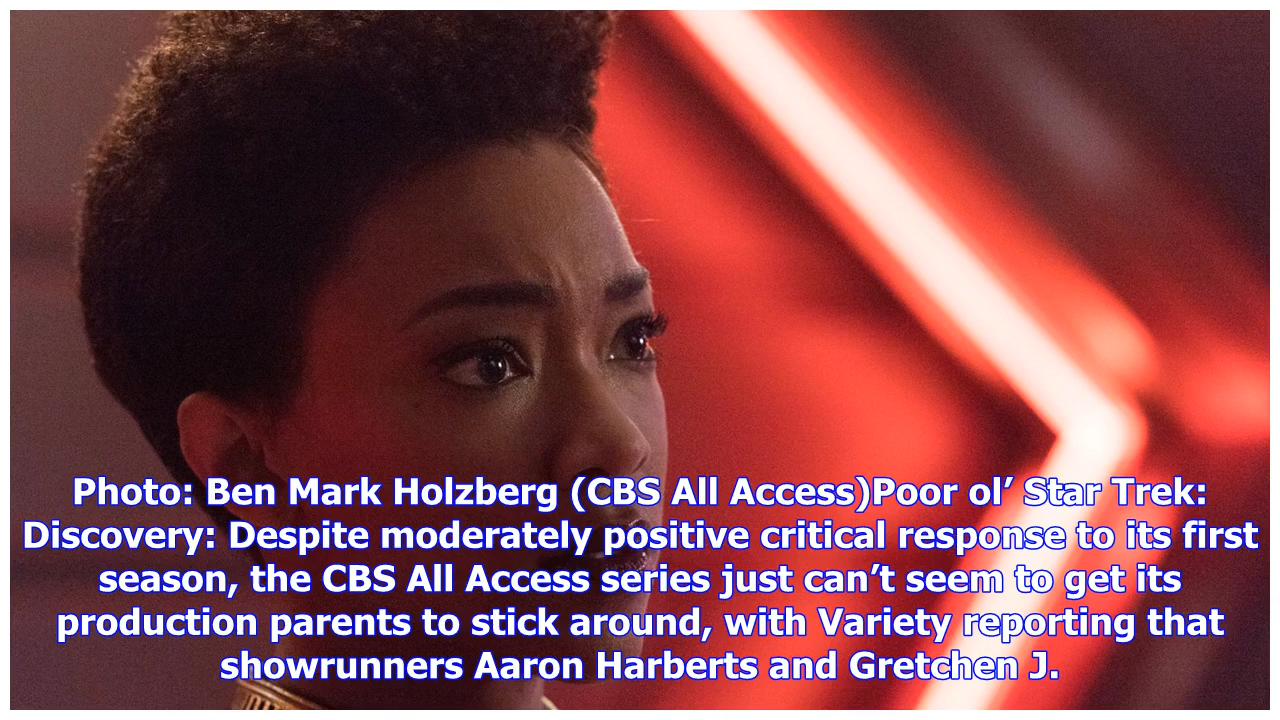 Photo: Ben Mark Holzberg (CBS All Access)Poor ol’ Star Trek:
Discovery: Despite moderately positive critical response to its first
season, the CBS All Access series just can’t seem to get its
production parents to stick around, with Variety reporting that
showrunners Aaron Harberts and Gretchen J.